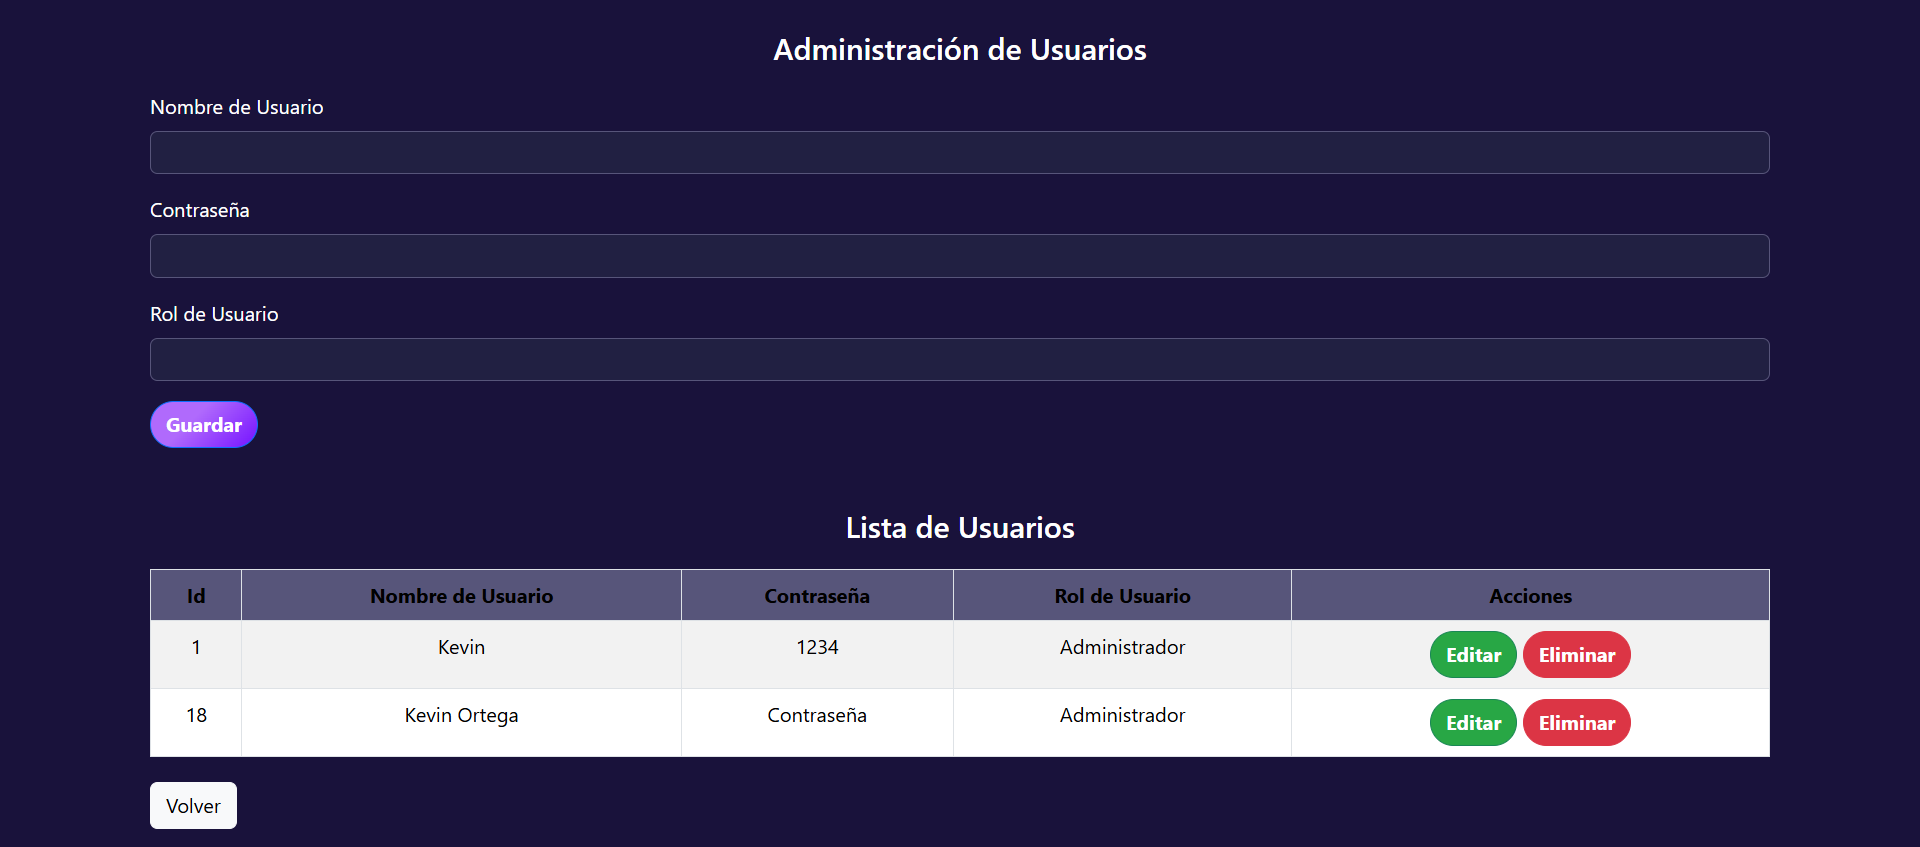 Administración de Usuarios
Nombre de Usuario
Contraseña
Rol de Usuario
Guardar
Lista de Usuarios
Id Nombre de Usuario Contraseña Rol de Usuario Acciones
1 Kevin 1234 Administrador Editar Eliminar
18 Kevin Ortega Contraseña Administrador Editar Eliminar
Volver